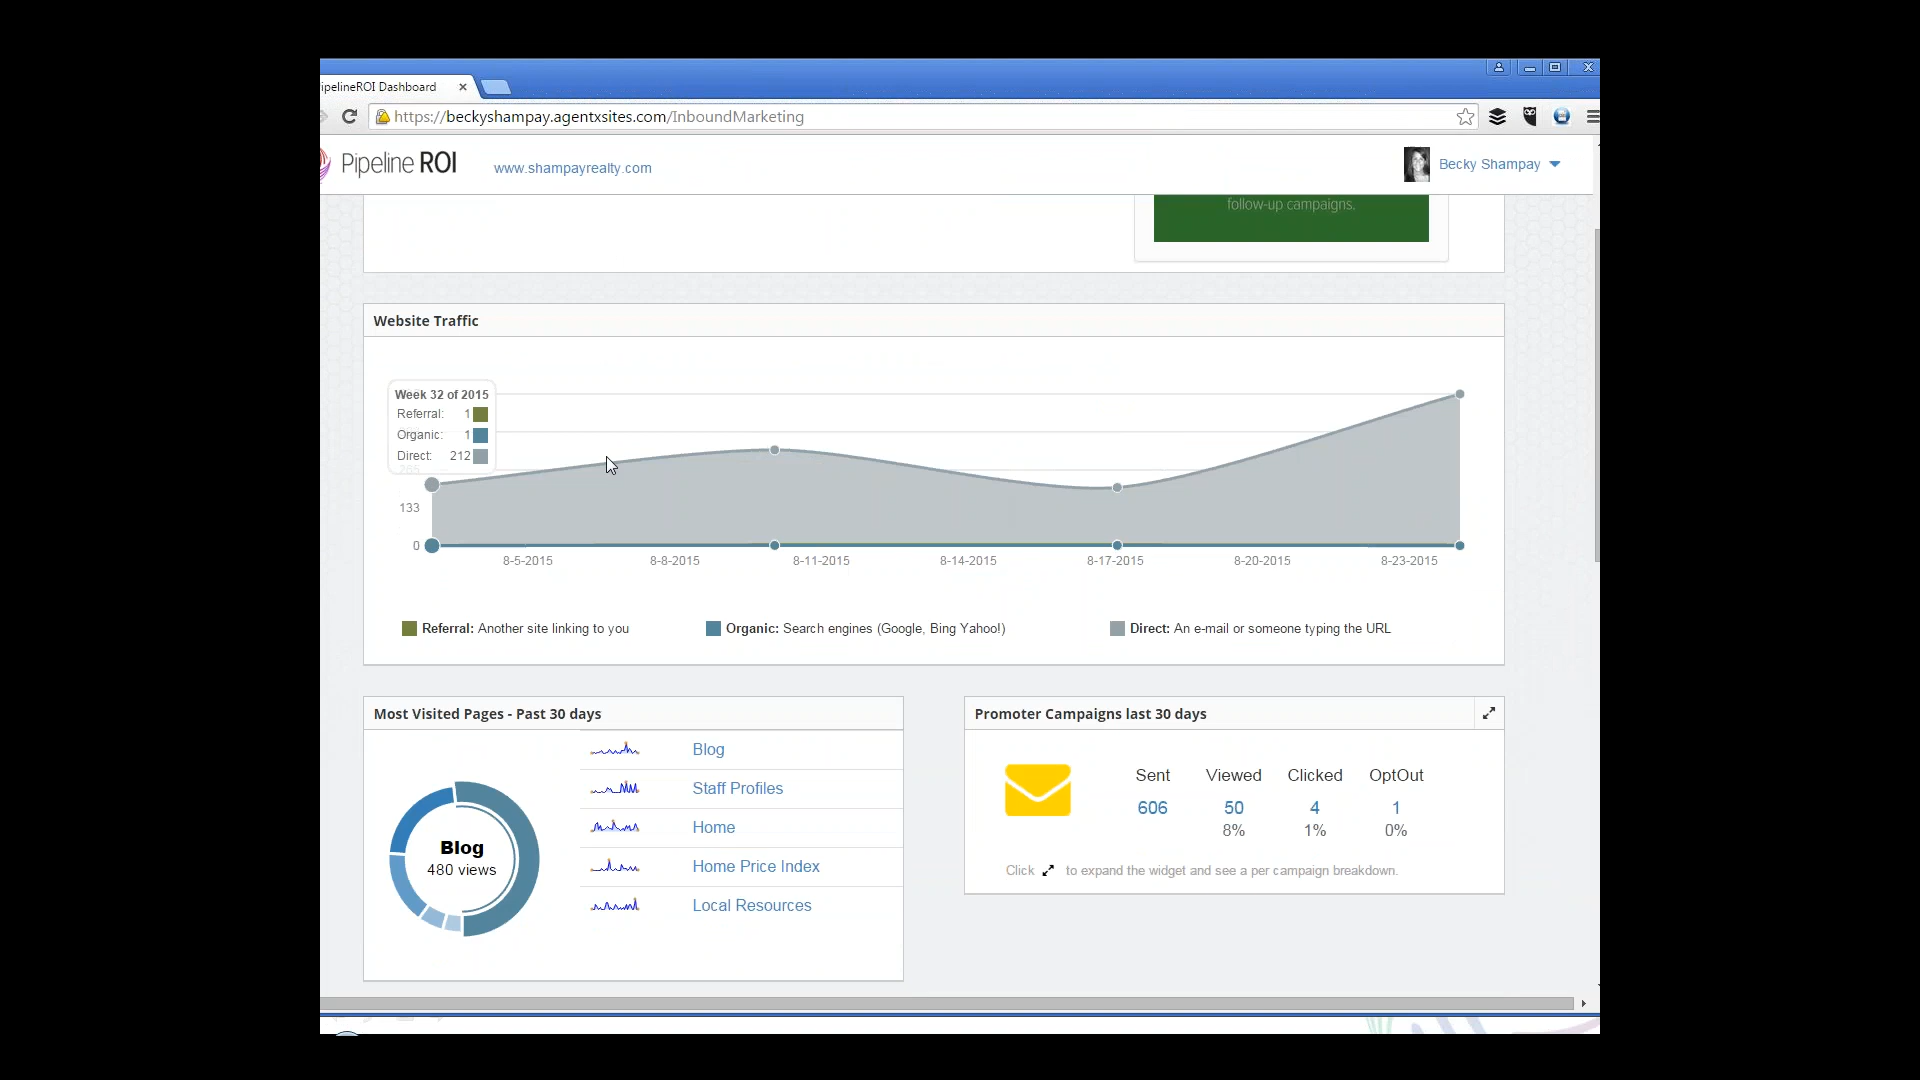 ipelineROI Dashboard
https://beckyshampay.agentxsites.com/InboundMarketing
Pipeline ROI
www.shampayrealty.com
Becky Shampay
follow-up campaigns.
Website Traffic
Week 32 of 2015
Referral: 1
Organic: 1
Direct: 212
265
133
0
8-5-2015 8-8-2015 8-11-2015 8-14-2015 8-17-2015 8-20-2015 8-23-2015
Referral: Another site linking to you
Organic: Search engines (Google, Bing Yahoo!)
Direct: An e-mail or someone typing the URL
Most Visited Pages - Past 30 days
Blog
480 views
Blog
Staff Profiles
Home
Home Price Index
Local Resources
Promoter Campaigns last 30 days
Sent Viewed Clicked OptOut
606 50 4 1
8% 1% 0%
Click to expand the widget and see a per campaign breakdown.